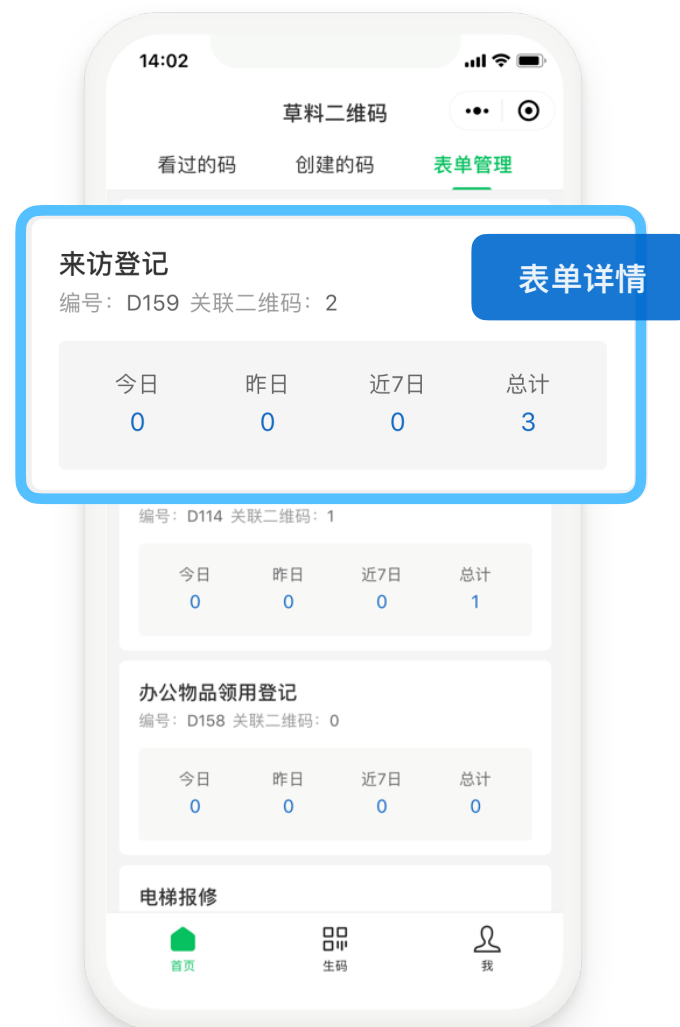 14:02
草料二维码
看过的码 创建的码 表单管理
来访登记
表单详情
编号：D159 关联二维码：2
今日 昨日 近7日 总计
0 0 0 3
编号：D114 关联二维码：1
今日 昨日 近7日 总计
0 0 0 1
办公物品领用登记
编号：D158 关联二维码：0
今日 昨日 近7日 总计
0 0 0 0
电梯报修
首页 生码 我